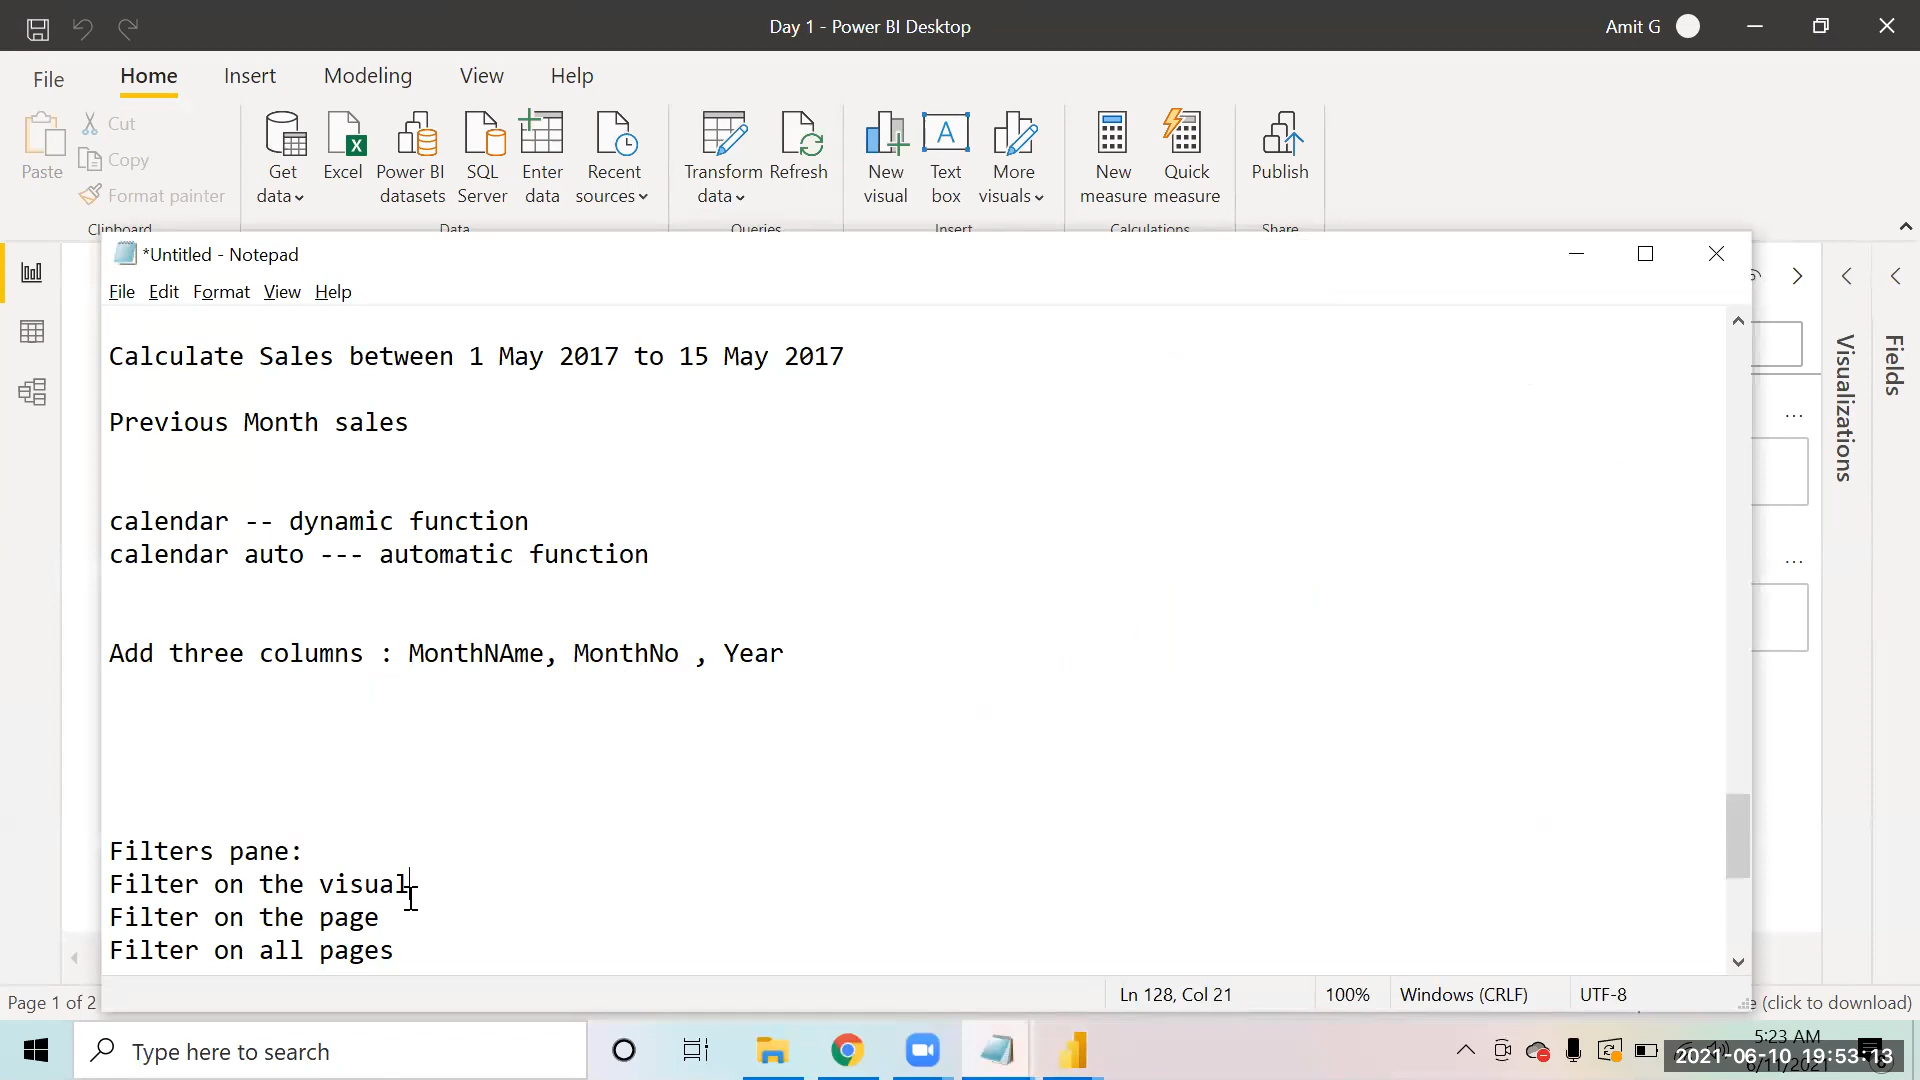 Day 1 - Power BI Desktop
Amit G
File
Home
Insert
Modeling
View
Help
Paste
Cut
Copy
Format painter
Get data
Excel
Power BI datasets
SQL Server
Enter data
Recent sources
Transform data
Refresh
New visual
Text box
More visuals
New measure
Quick measure
Publish
Clipboard
Data
Queries
Insert
Calculations
Share
*Untitled - Notepad
File Edit Format View Help
Calculate Sales between 1 May 2017 to 15 May 2017
Previous Month sales
calendar -- dynamic function
calendar auto --- automatic function
Add three columns : MonthNAme, MonthNo , Year
Filters pane:
Filter on the visual
Filter on the page
Filter on all pages
Ln 128, Col 21
100%
Windows (CRLF)
UTF-8
Visualizations
Fields
Page 1 of 2
(click to download)
Type here to search
5:23 AM
2021-06-10 19:53:13